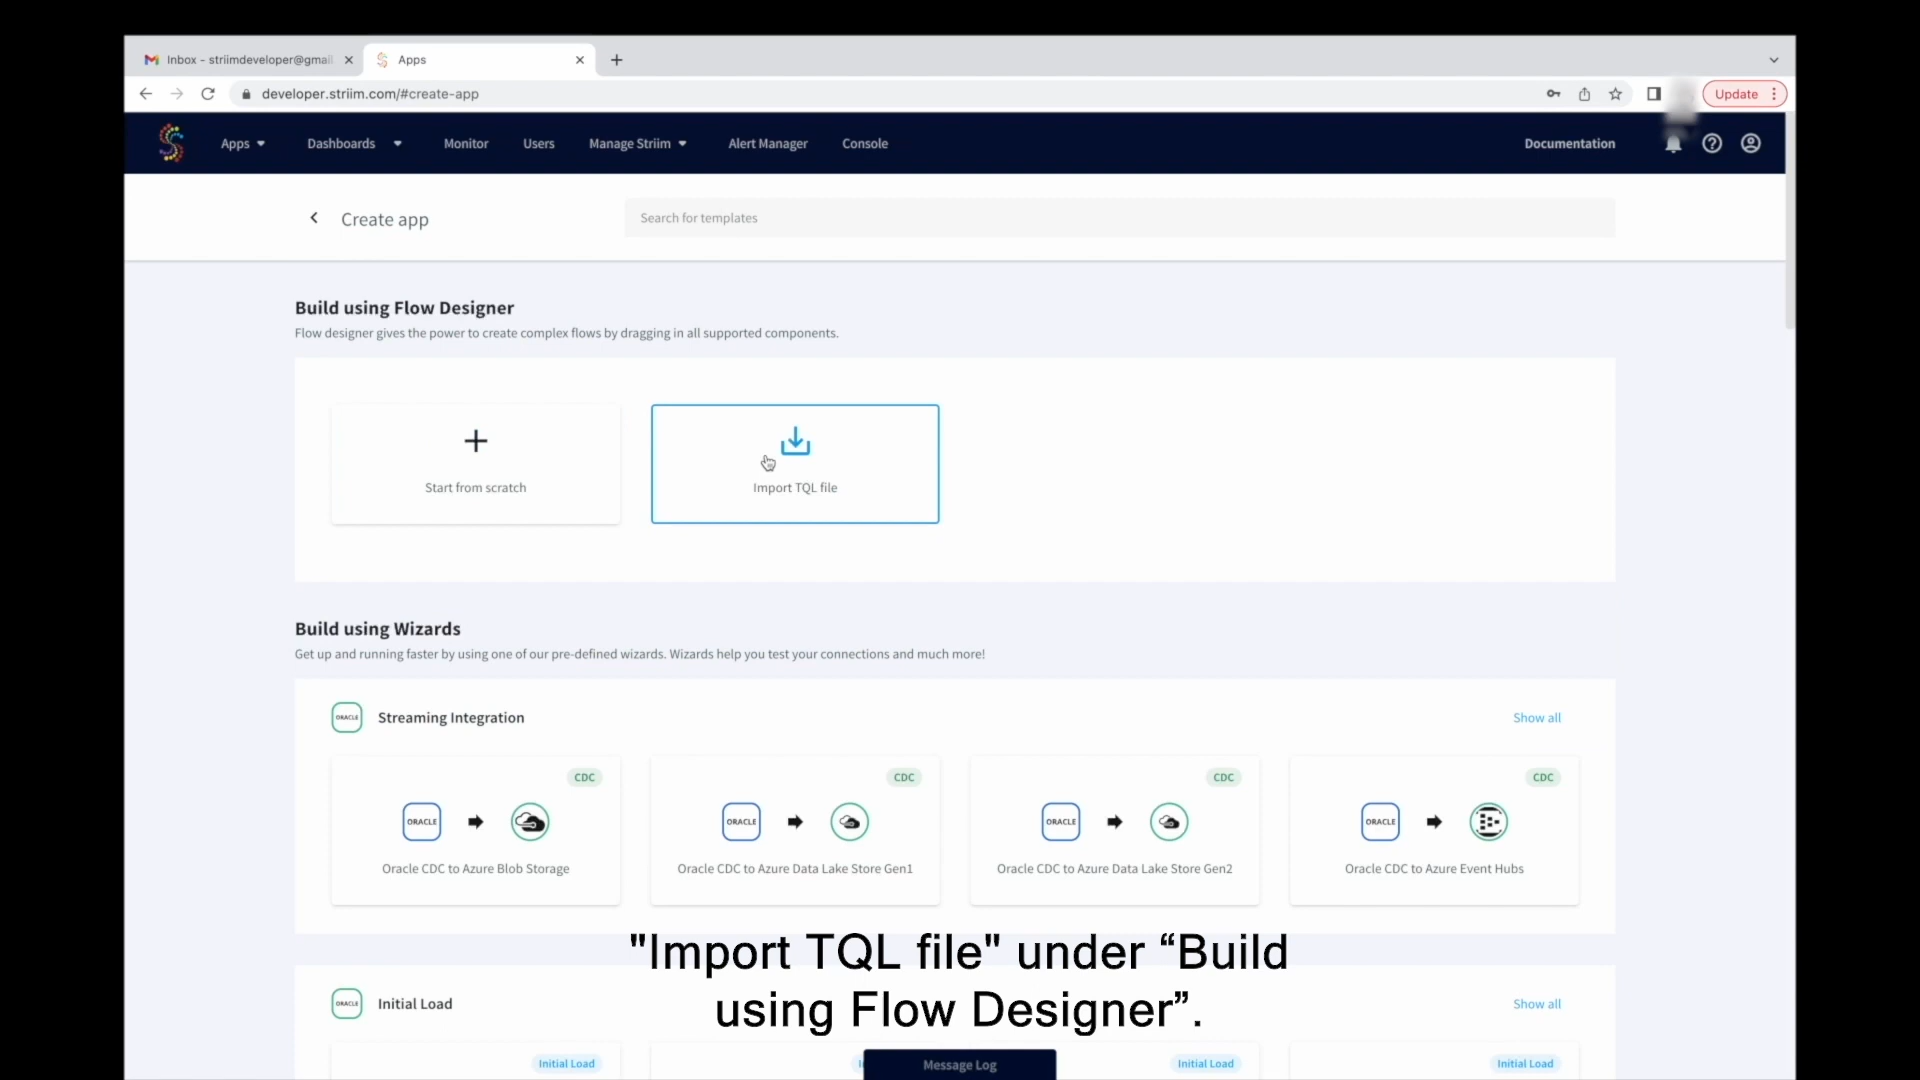 Inbox - striimdeveloper@gmail
Apps
developer.striim.com/#create-app
Update
Apps
Dashboards
Monitor
Users
Manage Striim
Alert Manager
Console
Documentation
Create app
Search for templates
Build using Flow Designer
Flow designer gives the power to create complex flows by dragging in all supported components.
Start from scratch
Import TQL file
Build using Wizards
Get up and running faster by using one of our pre-defined wizards. Wizards help you test your connections and much more!
ORACLE
Streaming Integration
Show all
CDC
CDC
CDC
CDC
ORACLE
ORACLE
ORACLE
ORACLE
Oracle CDC to Azure Blob Storage
Oracle CDC to Azure Data Lake Store Gen1
Oracle CDC to Azure Data Lake Store Gen2
Oracle CDC to Azure Event Hubs
"Import TQL file" under “Build
using Flow Designer”.
ORACLE
Initial Load
Show all
Initial Load
Message Log
Initial Load
Initial Load